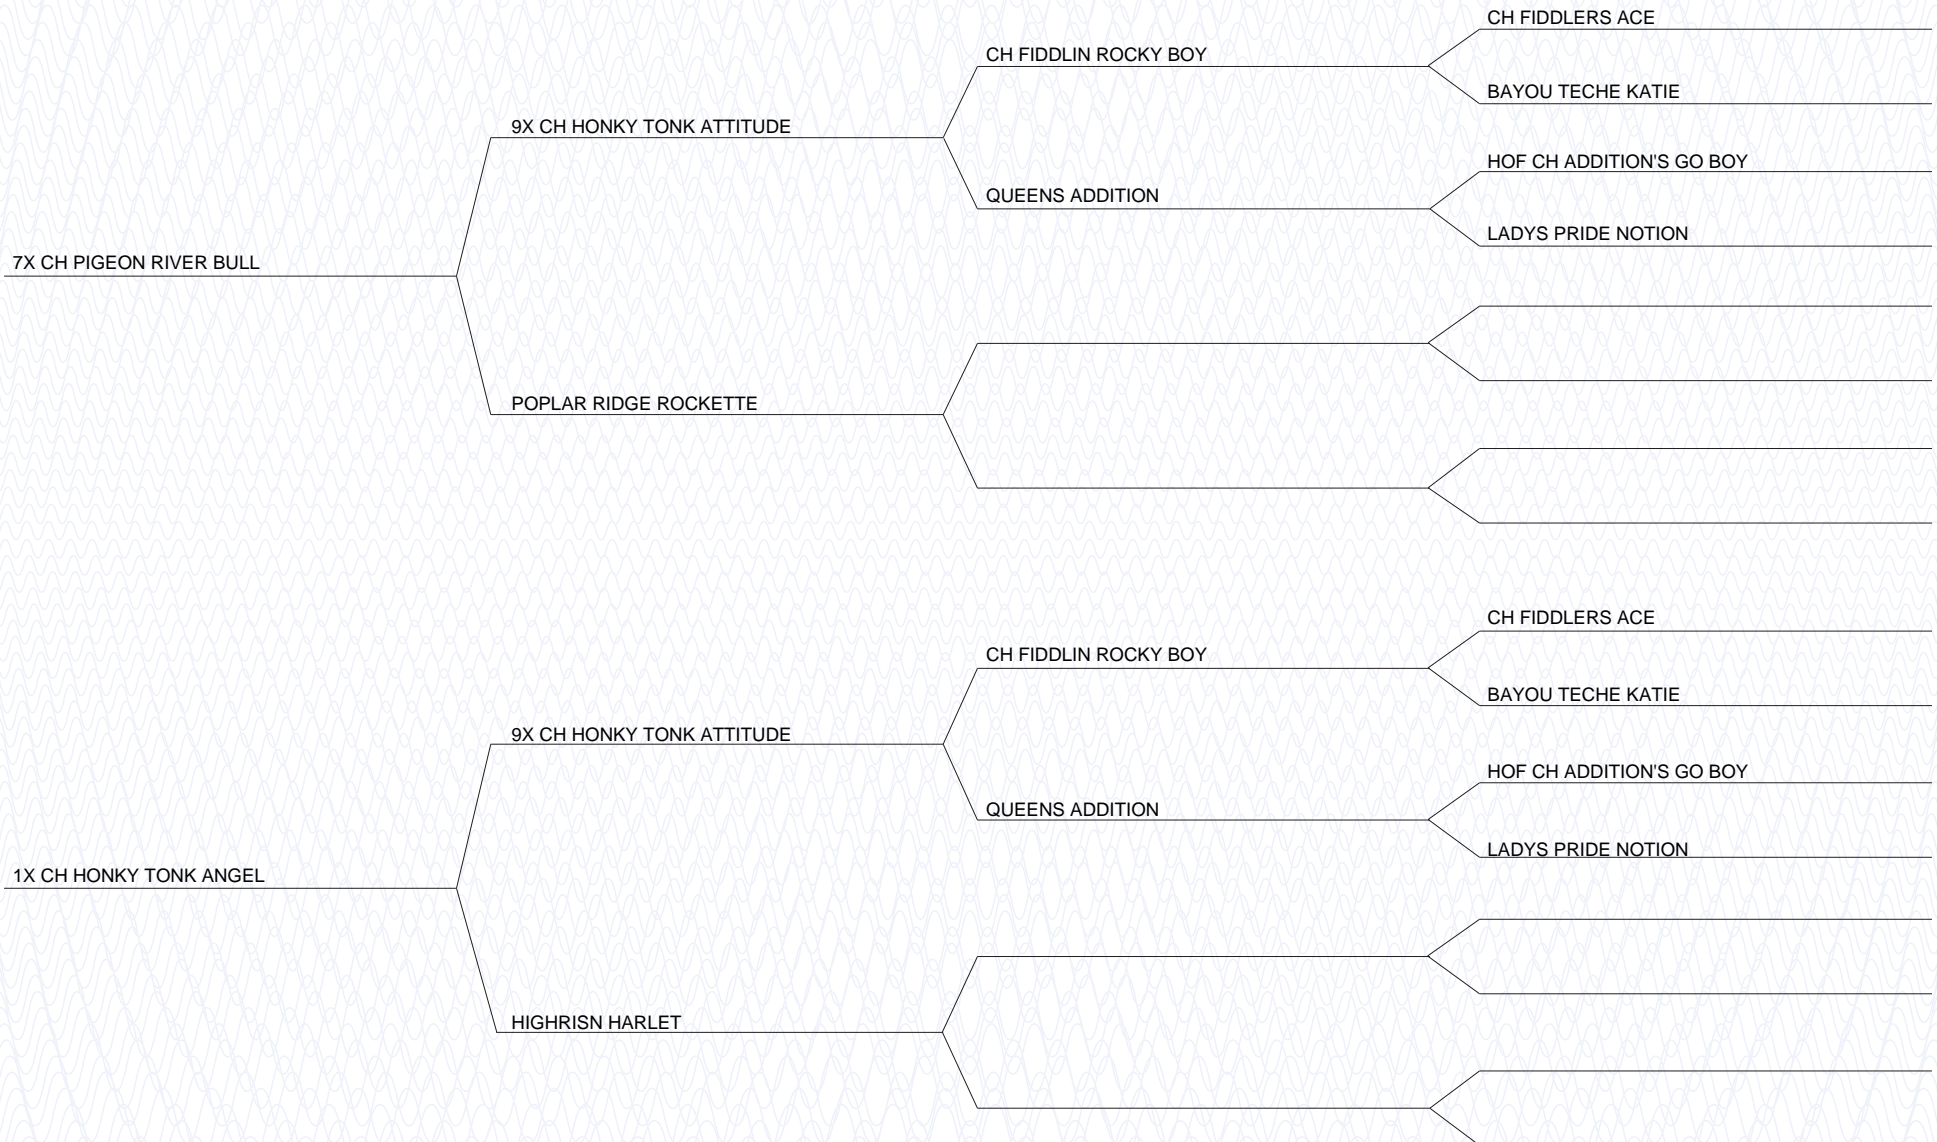 CH FIDDLERS ACE
CH FIDDLIN ROCKY BOY
BAYOU TECHE KATIE
9X CH HONKY TONK ATTITUDE
HOF CH ADDITION'S GO BOY
QUEENS ADDITION
LADYS PRIDE NOTION
7X CH PIGEON RIVER BULL
POPLAR RIDGE ROCKETTE
CH FIDDLERS ACE
CH FIDDLIN ROCKY BOY
BAYOU TECHE KATIE
9X CH HONKY TONK ATTITUDE
HOF CH ADDITION'S GO BOY
QUEENS ADDITION
LADYS PRIDE NOTION
1X CH HONKY TONK ANGEL
HIGHRISN HARLET